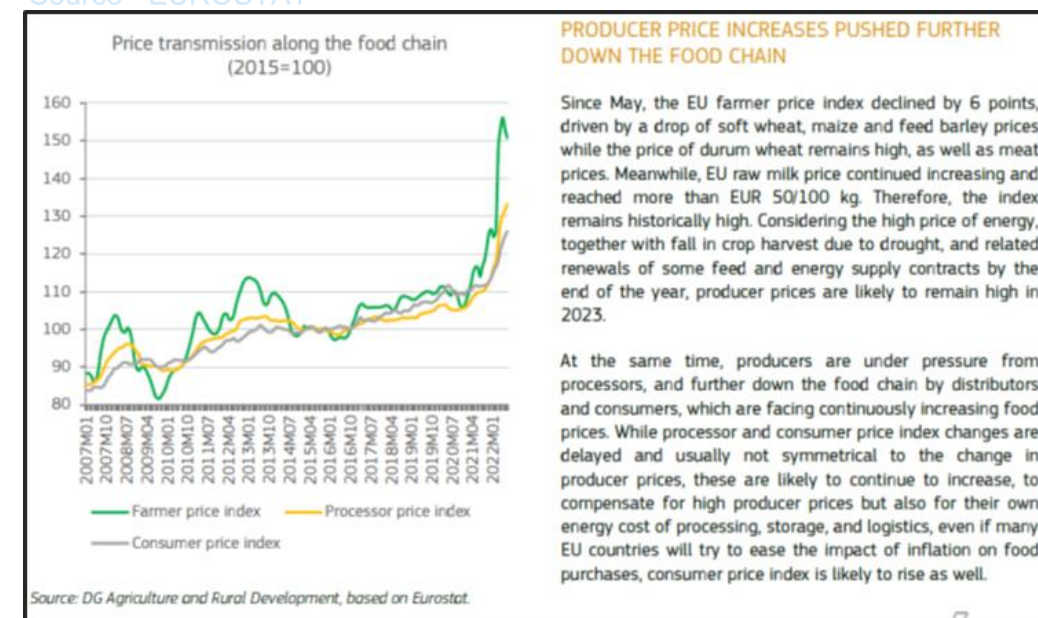 Source - EUROSTAT
Price transmission along the food chain
(2015=100)
160
150
140
130
120
110
100
90
80
2007M01
2007M10
2008M07
2009M04
2010M01
2010M10
2011M07
2012M04
2013M01
2013M10
2014M07
2015M04
2016M01
2016M10
2017M07
2018M04
2019M01
2019M10
2020M07
2021M04
2022M01
Farmer price index
Processor price index
Consumer price index
Source: DG Agriculture and Rural Development, based on Eurostat.
PRODUCER PRICE INCREASES PUSHED FURTHER
DOWN THE FOOD CHAIN
Since May, the EU farmer price index declined by 6 points,
driven by a drop of soft wheat, maize and feed barley prices
while the price of durum wheat remains high, as well as meat
prices. Meanwhile, EU raw milk price continued increasing and
reached more than EUR 50/100 kg. Therefore, the index
remains historically high. Considering the high price of energy,
together with fall in crop harvest due to drought, and related
renewals of some feed and energy supply contracts by the
end of the year, producer prices are likely to remain high in
2023.
At the same time, producers are under pressure from
processors, and further down the food chain by distributors
and consumers, which are facing continuously increasing food
prices. While processor and consumer price index changes are
delayed and usually not symmetrical to the change in
producer prices, these are likely to continue to increase, to
compensate for high producer prices but also for their own
energy cost of processing, storage, and logistics, even if many
EU countries will try to ease the impact of inflation on food
purchases, consumer price index is likely to rise as well.